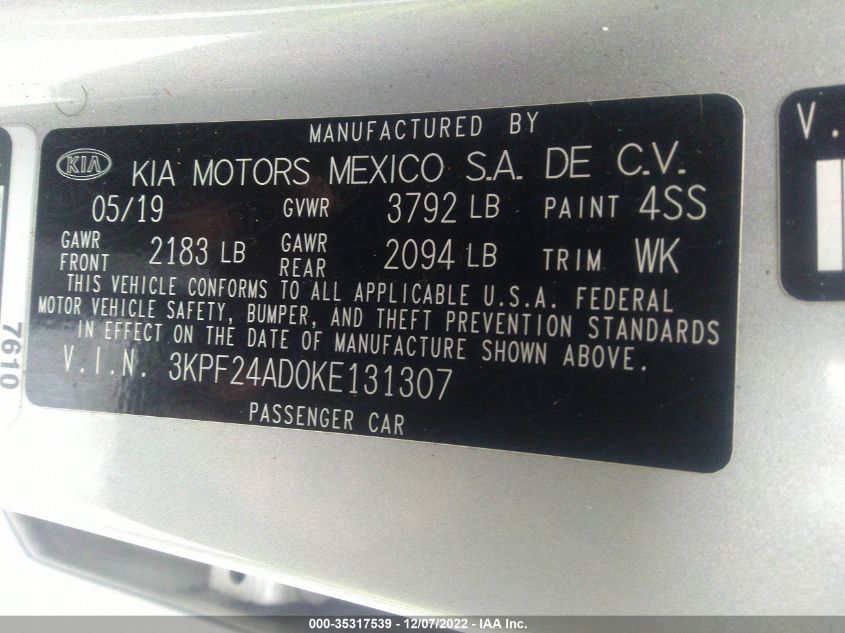 MANUFACTURED BY
KIA KIA MOTORS MEXICO S.A. DE C.V.
05/19 GVWR 3792 LB PAINT 4SS
GAWR FRONT 2183 LB GAWR REAR 2094 LB TRIM WK
THIS VEHICLE CONFORMS TO ALL APPLICABLE U.S.A. FEDERAL
MOTOR VEHICLE SAFETY, BUMPER, AND THEFT PREVENTION STANDARDS
IN EFFECT ON THE DATE OF MANUFACTURE SHOWN ABOVE.
V.I.N. 3KPF24AD0KE131307
PASSENGER CAR
7610
V.
000-35317539 - 12/07/2022 - IAA Inc.